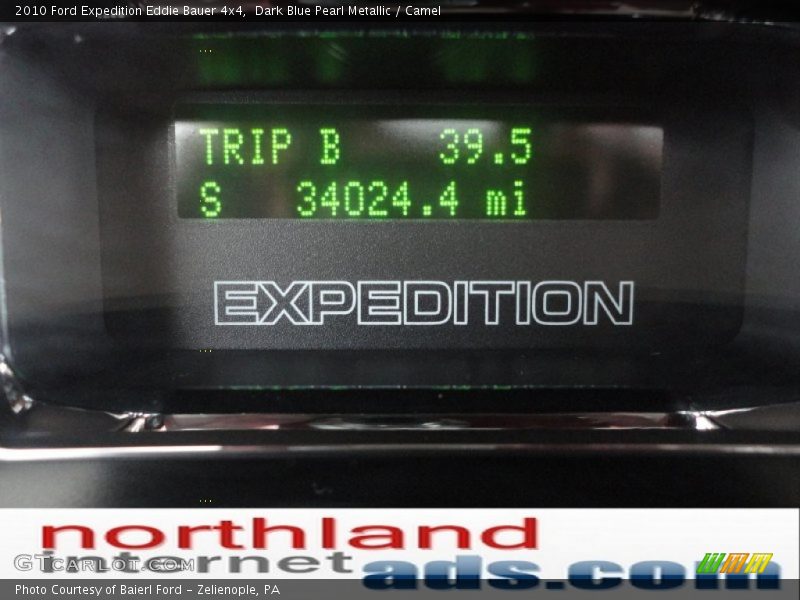 2010 Ford Expedition Eddie Bauer 4x4,  Dark Blue Pearl Metallic / Camel
TRIP B 39.5
S 34024.4 mi
EXPEDITION
northland
internet
ads.com
GTCARLOT.COM
Photo Courtesy of Baierl Ford - Zelienople, PA